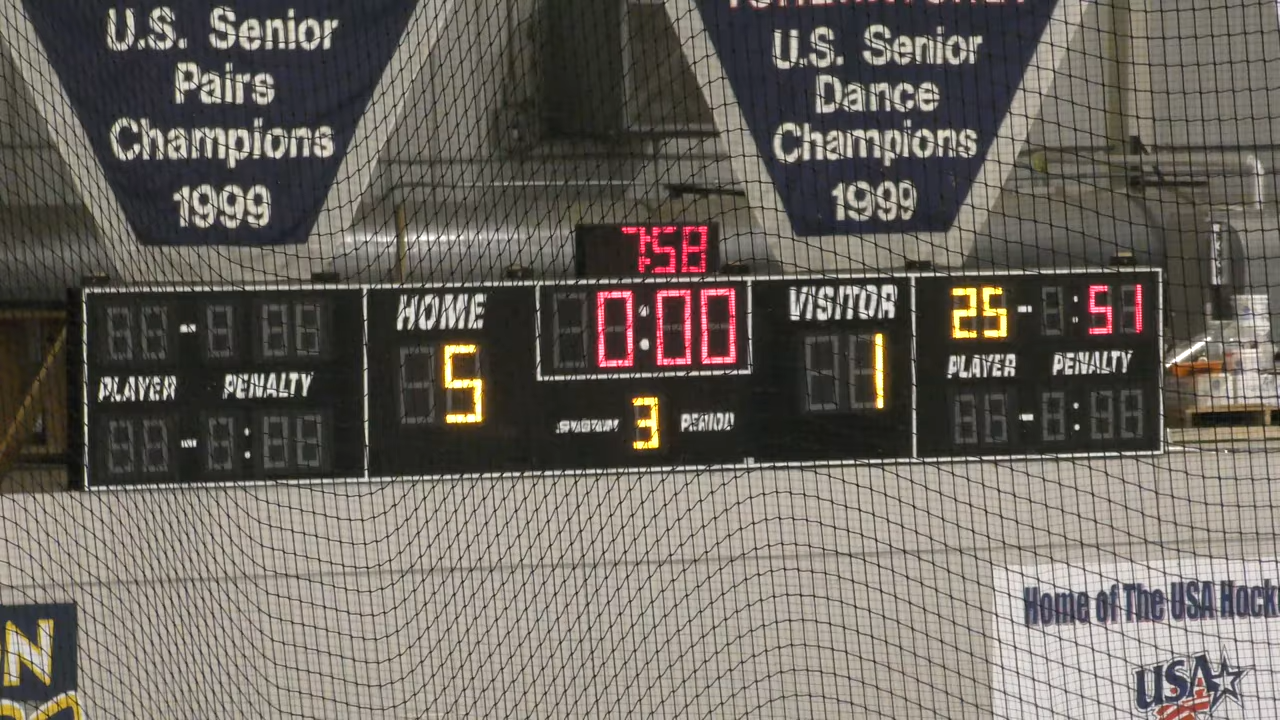 U.S. Senior
Pairs
Champions
1999
U.S. Senior
Dance
Champions
1999
7:58
HOME
0:00
VISITOR
25 - : 51
PLAYER PENALTY
5
1
PLAYER PENALTY
3 PERIOD
Home of The USA Hock
USA
N